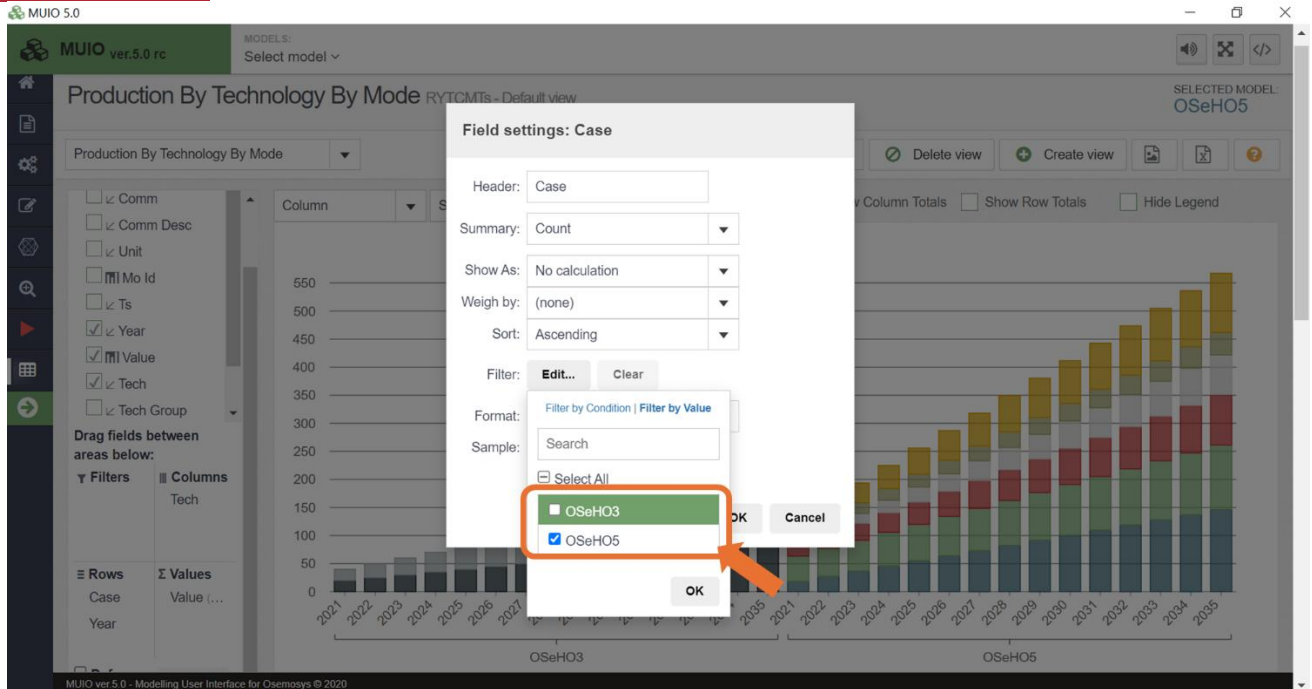 MUIO 5.0
MUIO ver.5.0 rc
MODELS:
Select model
Production By Technology By Mode RYTCMTs - Default view
SELECTED MODEL:
OSeHO5
Production By Technology By Mode
Delete view
Create view
Comm
Comm Desc
Unit
Mo Id
Ts
Year
Value
Tech
Tech Group
Drag fields between
areas below:
Filters
Columns
Tech
Rows
Σ Values
Case
Value (...
Year
Column
Column Totals
Show Row Totals
Hide Legend
Field settings: Case
Header: Case
Summary: Count
Show As: No calculation
Weigh by: (none)
Sort: Ascending
Filter: Edit... Clear
Format:
Sample:
Filter by Condition | Filter by Value
Search
Select All
OSeHO3
OSeHO5
OK
OK Cancel
550
500
450
400
350
300
250
200
150
100
50
0
2021 2022 2023 2024 2025 2026 2027 2035 2021 2022 2023 2024 2025 2026 2027 2028 2029 2030 2031 2032 2033 2034 2035
OSeHO3 OSeHO5
MUIO ver.5.0 - Modelling User Interface for Osemosys © 2020